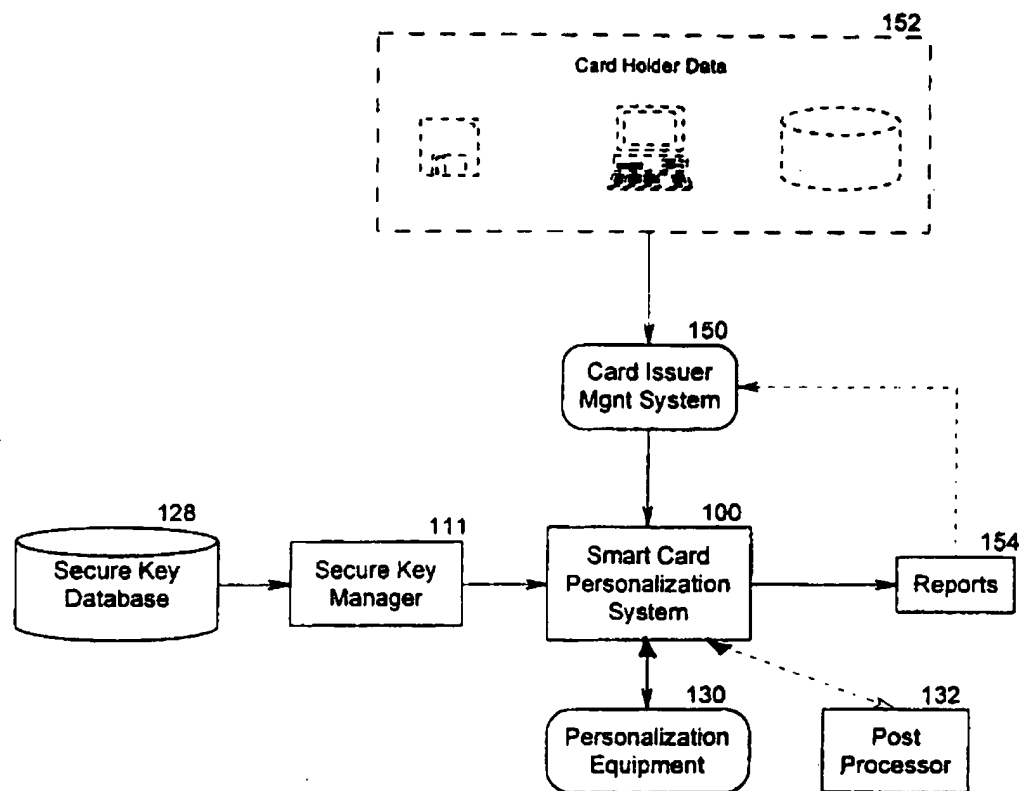 152
Card Holder Data
150
Card Issuer
Mgnt System
128
Secure Key
Database
111
Secure Key
Manager
100
Smart Card
Personalization
System
154
Reports
130
Personalization
Equipment
132
Post
Processor